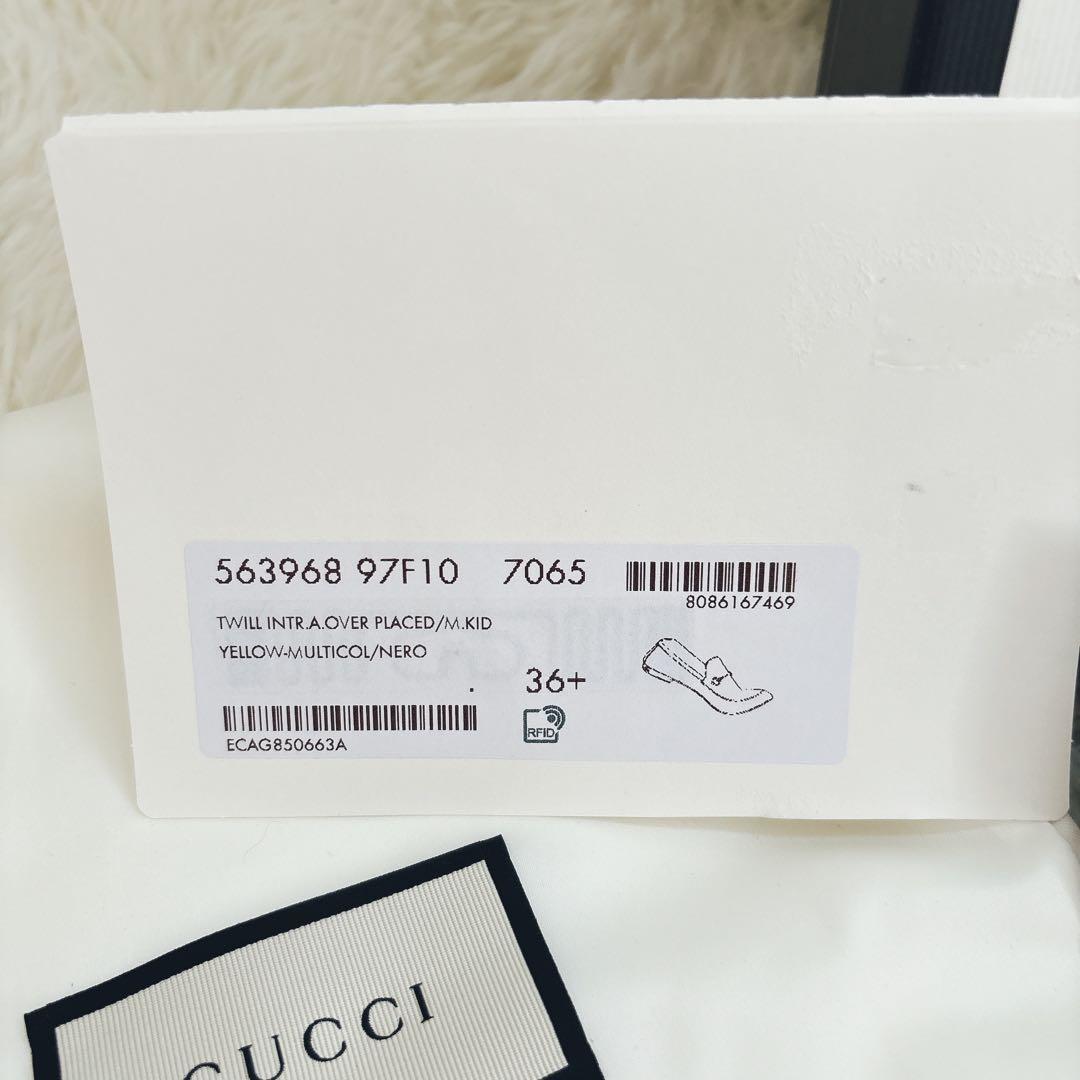 563968 97F10 7065
8086167469
TWILL INTR.A.OVER PLACED/M.KID
YELLOW-MULTICOL/NERO
. 36+
RFID
ECAG850663A
GUCCI